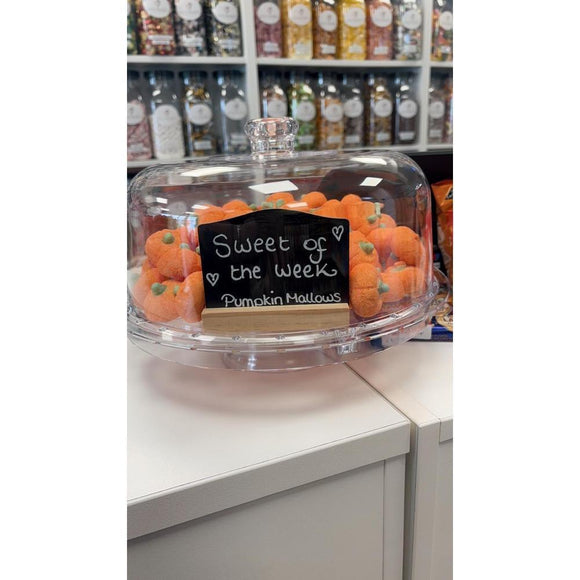 Sweet of
the week
Pumpkin Mallows